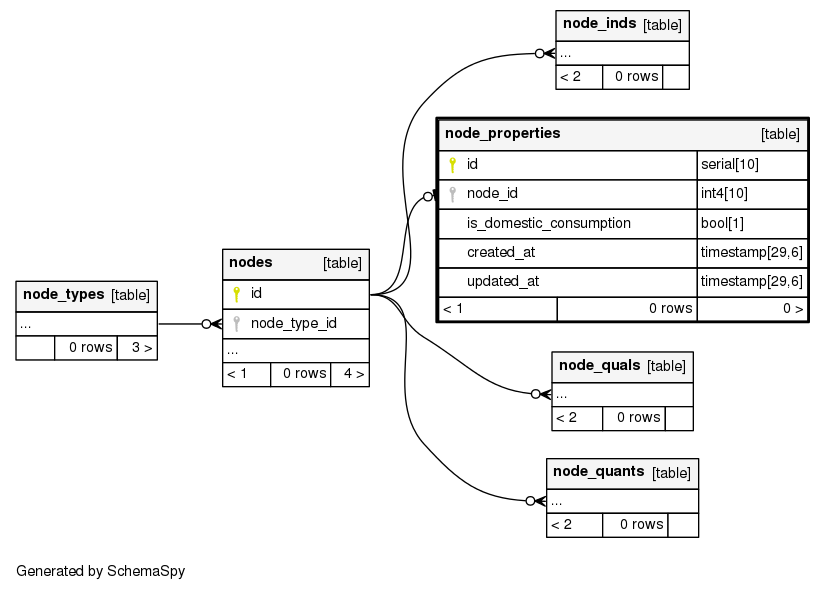 node_inds [table]
...
< 2 0 rows
node_properties [table]
id serial[10]
node_id int4[10]
is_domestic_consumption bool[1]
created_at timestamp[29,6]
updated_at timestamp[29,6]
< 1 0 rows 0 >
nodes [table]
id
node_type_id
...
< 1 0 rows 4 >
node_types [table]
...
0 rows 3 >
node_quals [table]
...
< 2 0 rows
node_quants [table]
...
< 2 0 rows
Generated by SchemaSpy